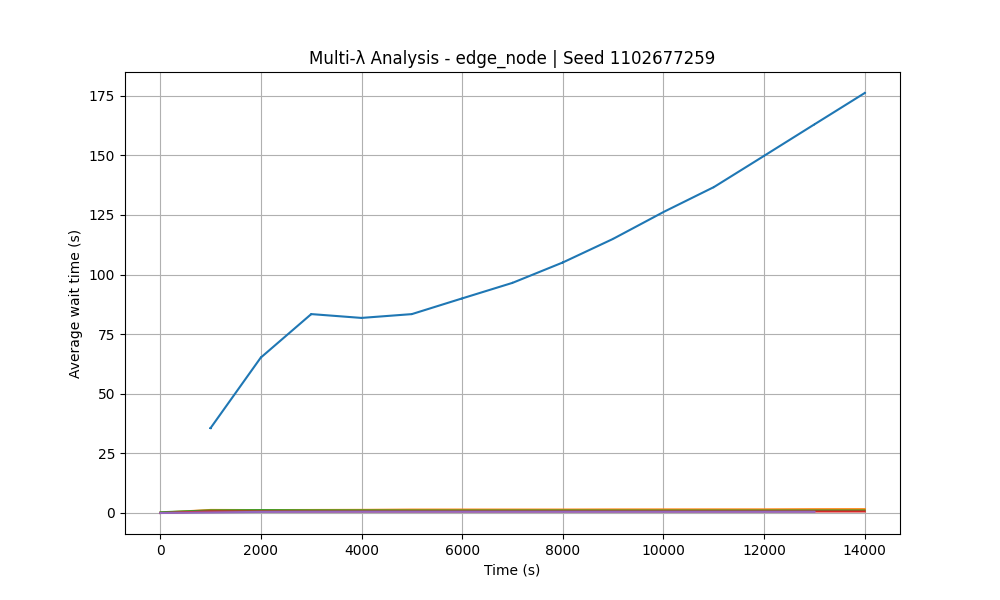 Multi-λ Analysis - edge_node | Seed 1102677259
175
150
125
100
75
50
25
0
Average wait time (s)
0 2000 4000 6000 8000 10000 12000 14000
Time (s)